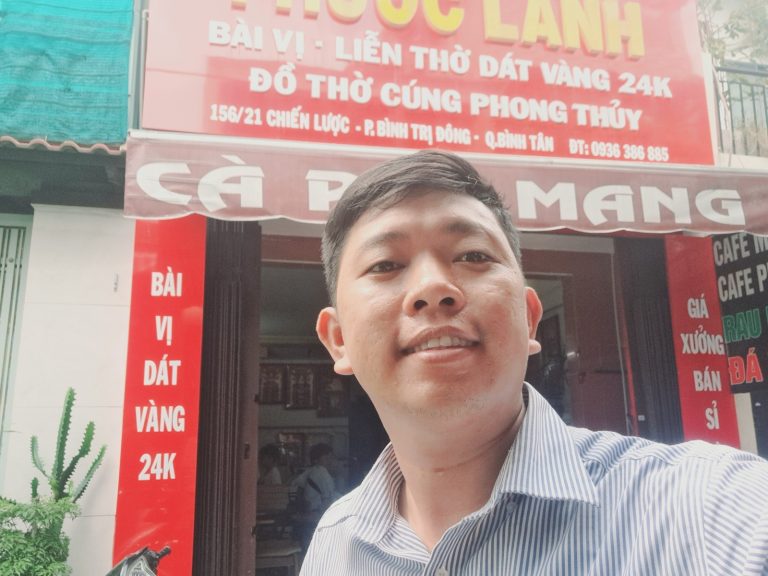 PHƯỚC LÀNH
BÀI VỊ - LIỄN THỜ DÁT VÀNG 24K
ĐỒ THỜ CÚNG PHONG THỦY
156/21 CHIẾN LƯỢC - P. BÌNH TRỊ ĐÔNG - Q.BÌNH TÂN ĐT: 0936 386 885
CÀ MANG
BÀI
VỊ
DÁT
VÀNG
24K
GIÁ
XƯỞNG
BÁN
SỈ
CAFE
CAFE
RAU
ĐÁ